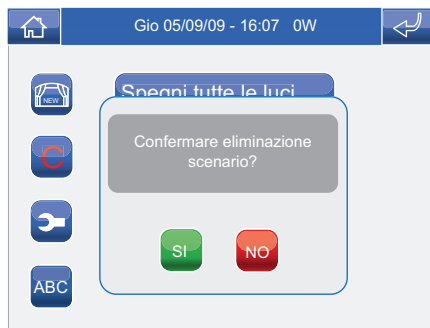 Gio 05/09/09 - 16:07 0W
NEW
Spegni tutte le luci
Confermare eliminazione
scenario?
SI
NO
ABC